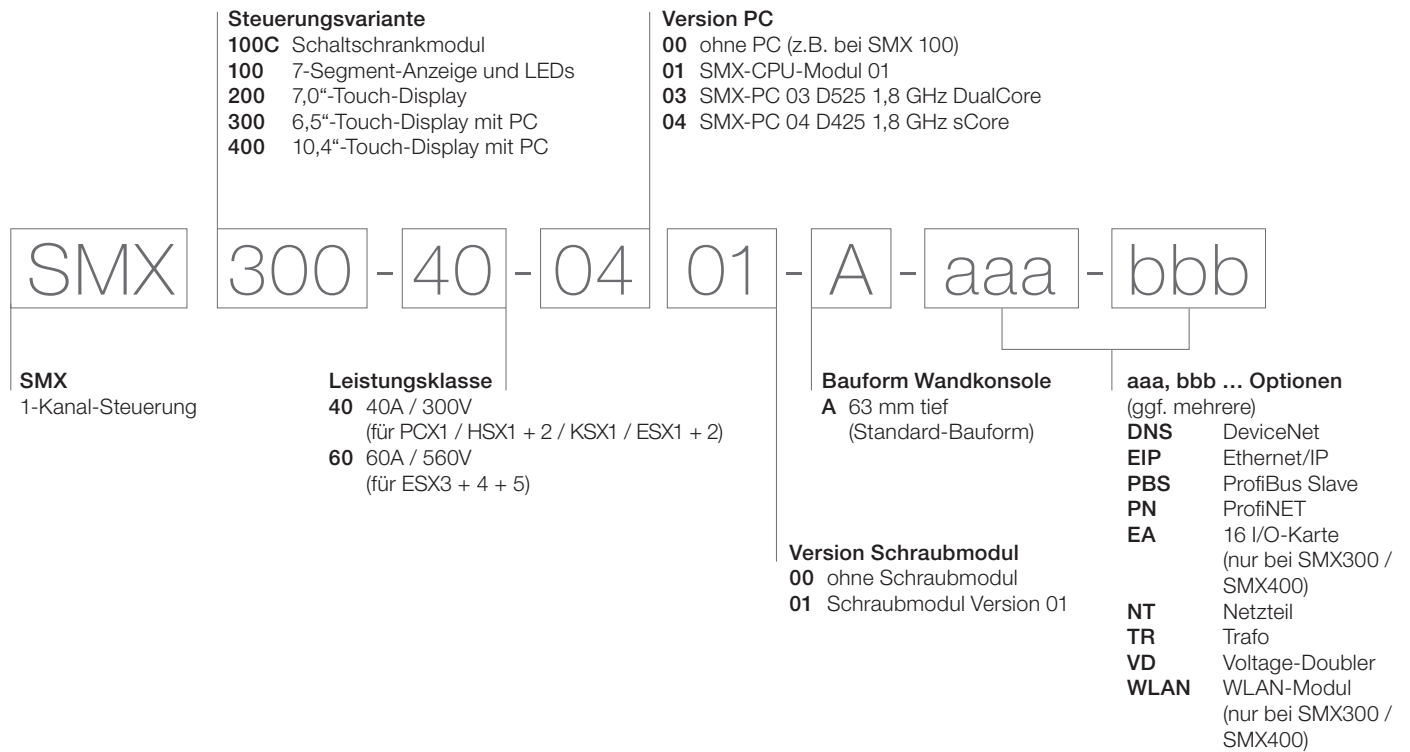 Steuerungsvariante
100C Schaltschrankmodul
100 7-Segment-Anzeige und LEDs
200 7,0“-Touch-Display
300 6,5“-Touch-Display mit PC
400 10,4“-Touch-Display mit PC
Version PC
00 ohne PC (z.B. bei SMX 100)
01 SMX-CPU-Modul 01
03 SMX-PC 03 D525 1,8 GHz DualCore
04 SMX-PC 04 D425 1,8 GHz sCore
SMX 300 - 40 - 04 01 - A - aaa - bbb
SMX
1-Kanal-Steuerung
Leistungsklasse
40 40A / 300V
(für PCX1 / HSX1 + 2 / KSX1 / ESX1 + 2)
60 60A / 560V
(für ESX3 + 4 + 5)
Version Schraubmodul
00 ohne Schraubmodul
01 Schraubmodul Version 01
Bauform Wandkonsole
A 63 mm tief
(Standard-Bauform)
aaa, bbb … Optionen
(ggf. mehrere)
DNS DeviceNet
EIP Ethernet/IP
PBS ProfiBus Slave
PN ProfiNET
EA 16 I/O-Karte
(nur bei SMX300 /
SMX400)
NT Netzteil
TR Trafo
VD Voltage-Doubler
WLAN WLAN-Modul
(nur bei SMX300 /
SMX400)